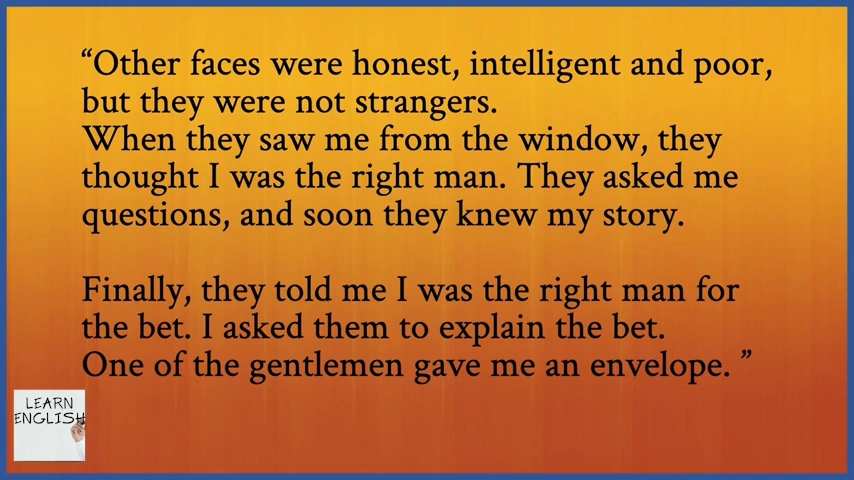 “Other faces were honest, intelligent and poor,
but they were not strangers.
When they saw me from the window, they
thought I was the right man. They asked me
questions, and soon they knew my story.
Finally, they told me I was the right man for
the bet. I asked them to explain the bet.
One of the gentlemen gave me an envelope. ”
LEARN
ENGLISH